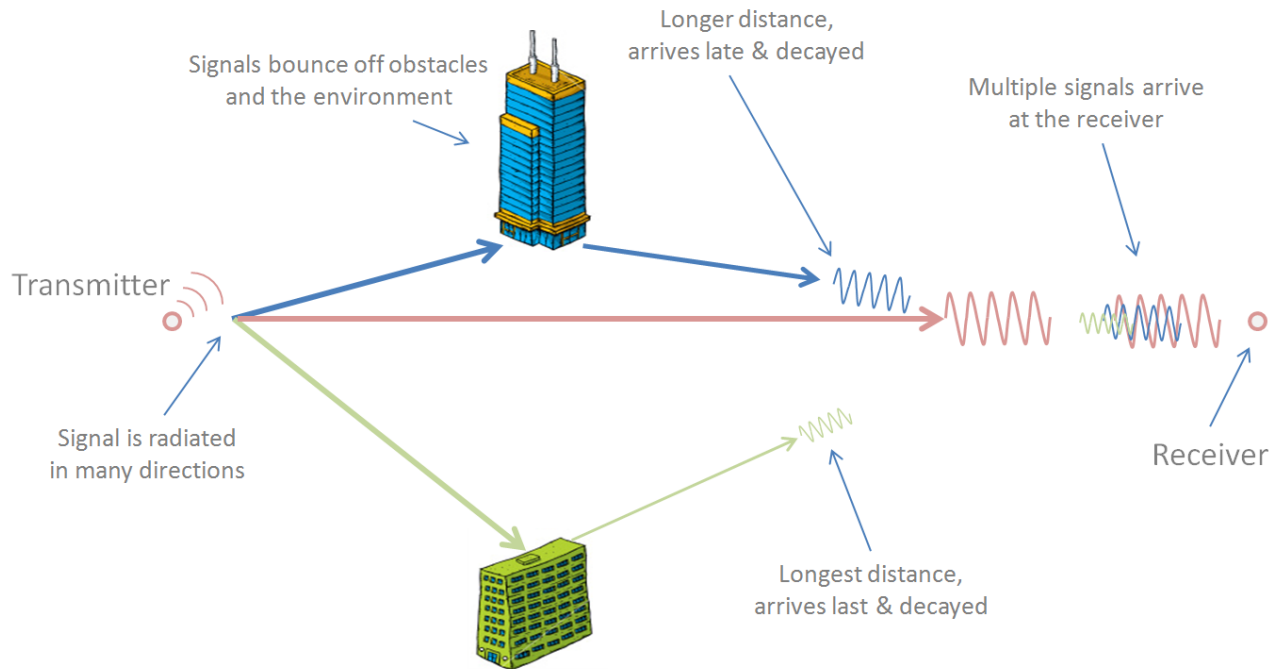 Longer distance,
arrives late & decayed
Signals bounce off obstacles
and the environment
Multiple signals arrive
at the receiver
Transmitter
Signal is radiated
in many directions
Receiver
Longest distance,
arrives last & decayed